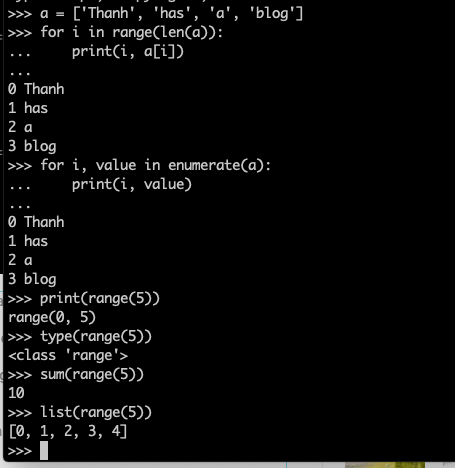 >>> a = ['Thanh', 'has', 'a', 'blog']
>>> for i in range(len(a)):
...     print(i, a[i])
...
0 Thanh
1 has
2 a
3 blog
>>> for i, value in enumerate(a):
...     print(i, value)
...
0 Thanh
1 has
2 a
3 blog
>>> print(range(5))
range(0, 5)
>>> type(range(5))
<class 'range'>
>>> sum(range(5))
10
>>> list(range(5))
[0, 1, 2, 3, 4]
>>>